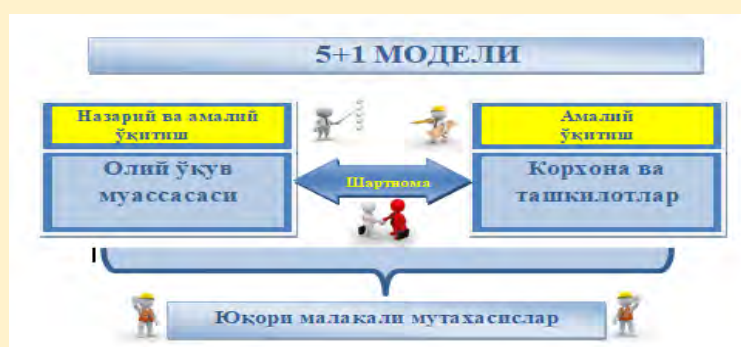 5+1 МОДЕЛИ
Назарий ва амалий
ўқитиш
Олий ўқув
муассасаси
Шартнома
Амалий
ўқитиш
Корхона ва
ташкилотлар
Юқори малакали мутахасислар